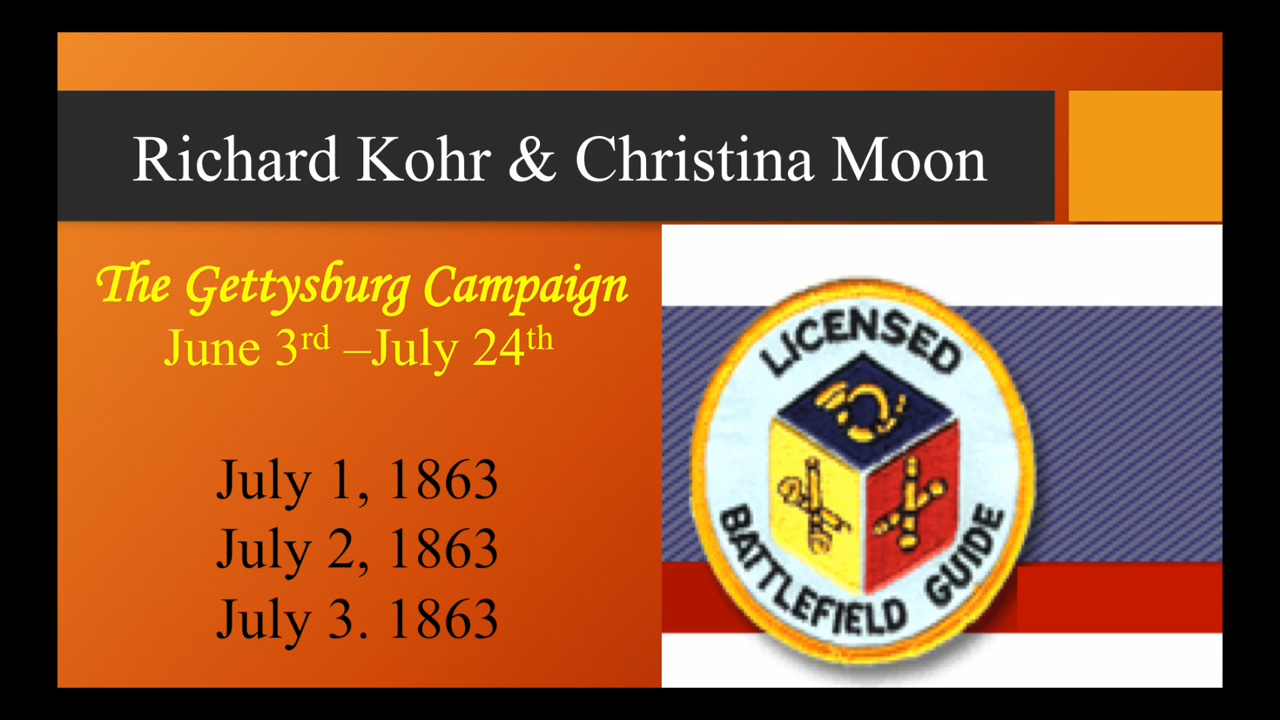 Richard Kohr & Christina Moon
The Gettysburg Campaign
June 3rd –July 24th
July 1, 1863
July 2, 1863
July 3. 1863
LICENSED
BATTLEFIELD GUIDE